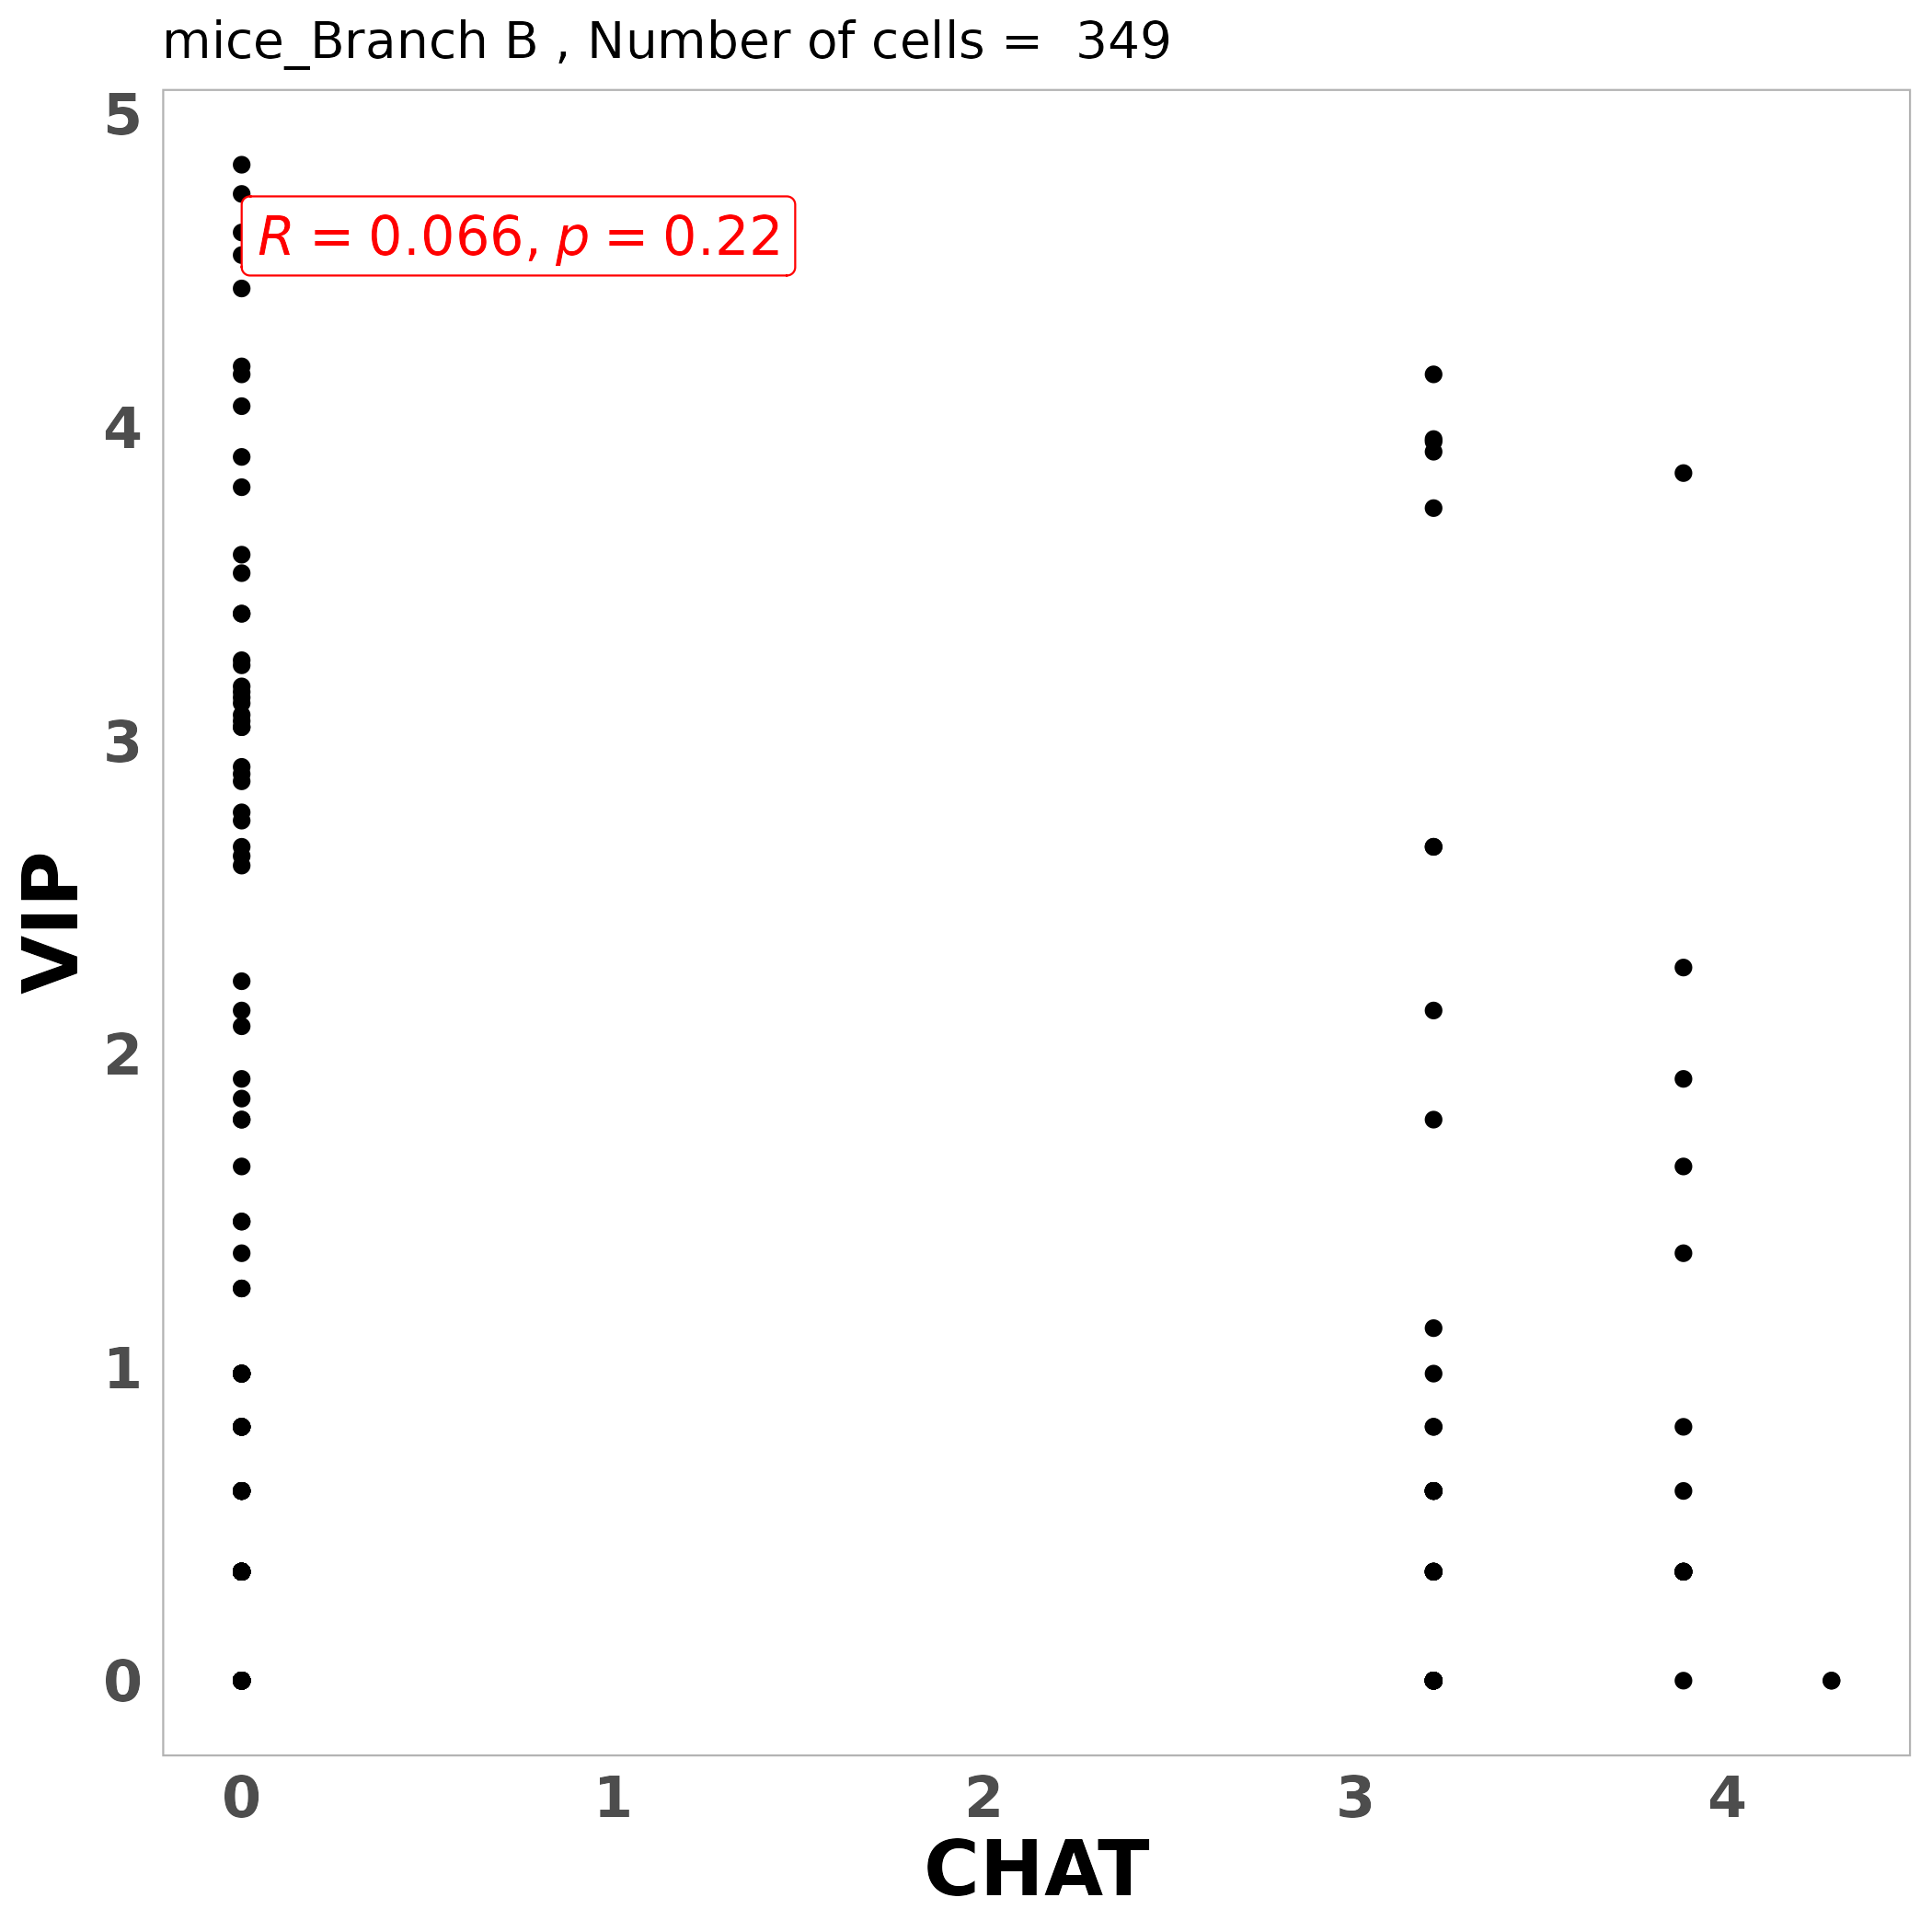 mice_Branch B , Number of cells =  349
5
R = 0.066, p = 0.22
4
3
VIP
2
1
0
0 1 2 3 4
CHAT